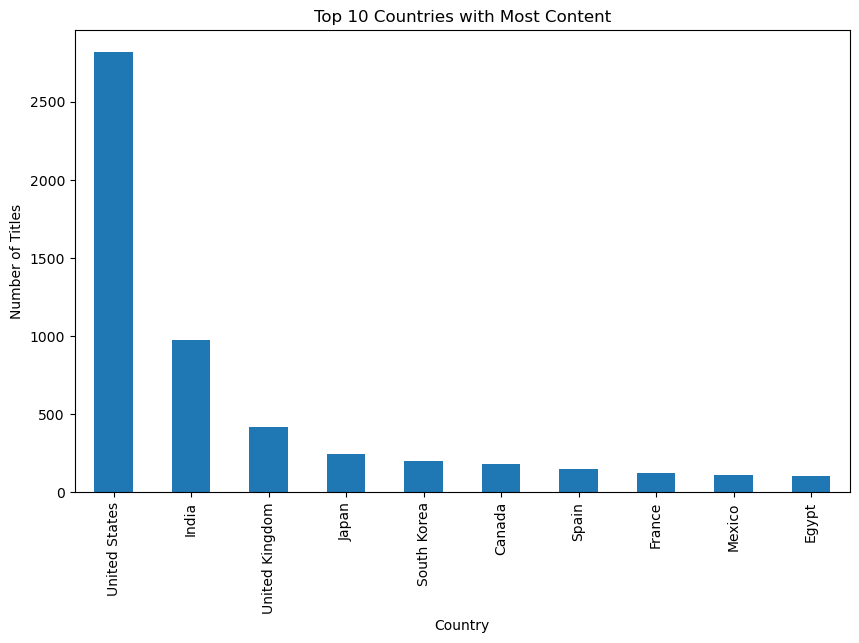 Top 10 Countries with Most Content
Number of Titles
2500
2000
1500
1000
500
0
United States
India
United Kingdom
Japan
South Korea
Canada
Spain
France
Mexico
Egypt
Country